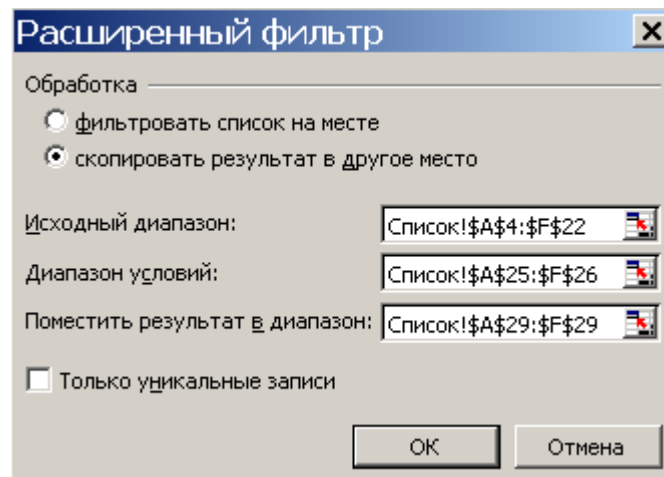 Расширенный фильтр
Обработка
фильтровать список на месте
скопировать результат в другое место
Исходный диапазон: Список!$A$4:$F$22
Диапазон условий: Список!$A$25:$F$26
Поместить результат в диапазон: Список!$A$29:$F$29
Только уникальные записи
ОК Отмена